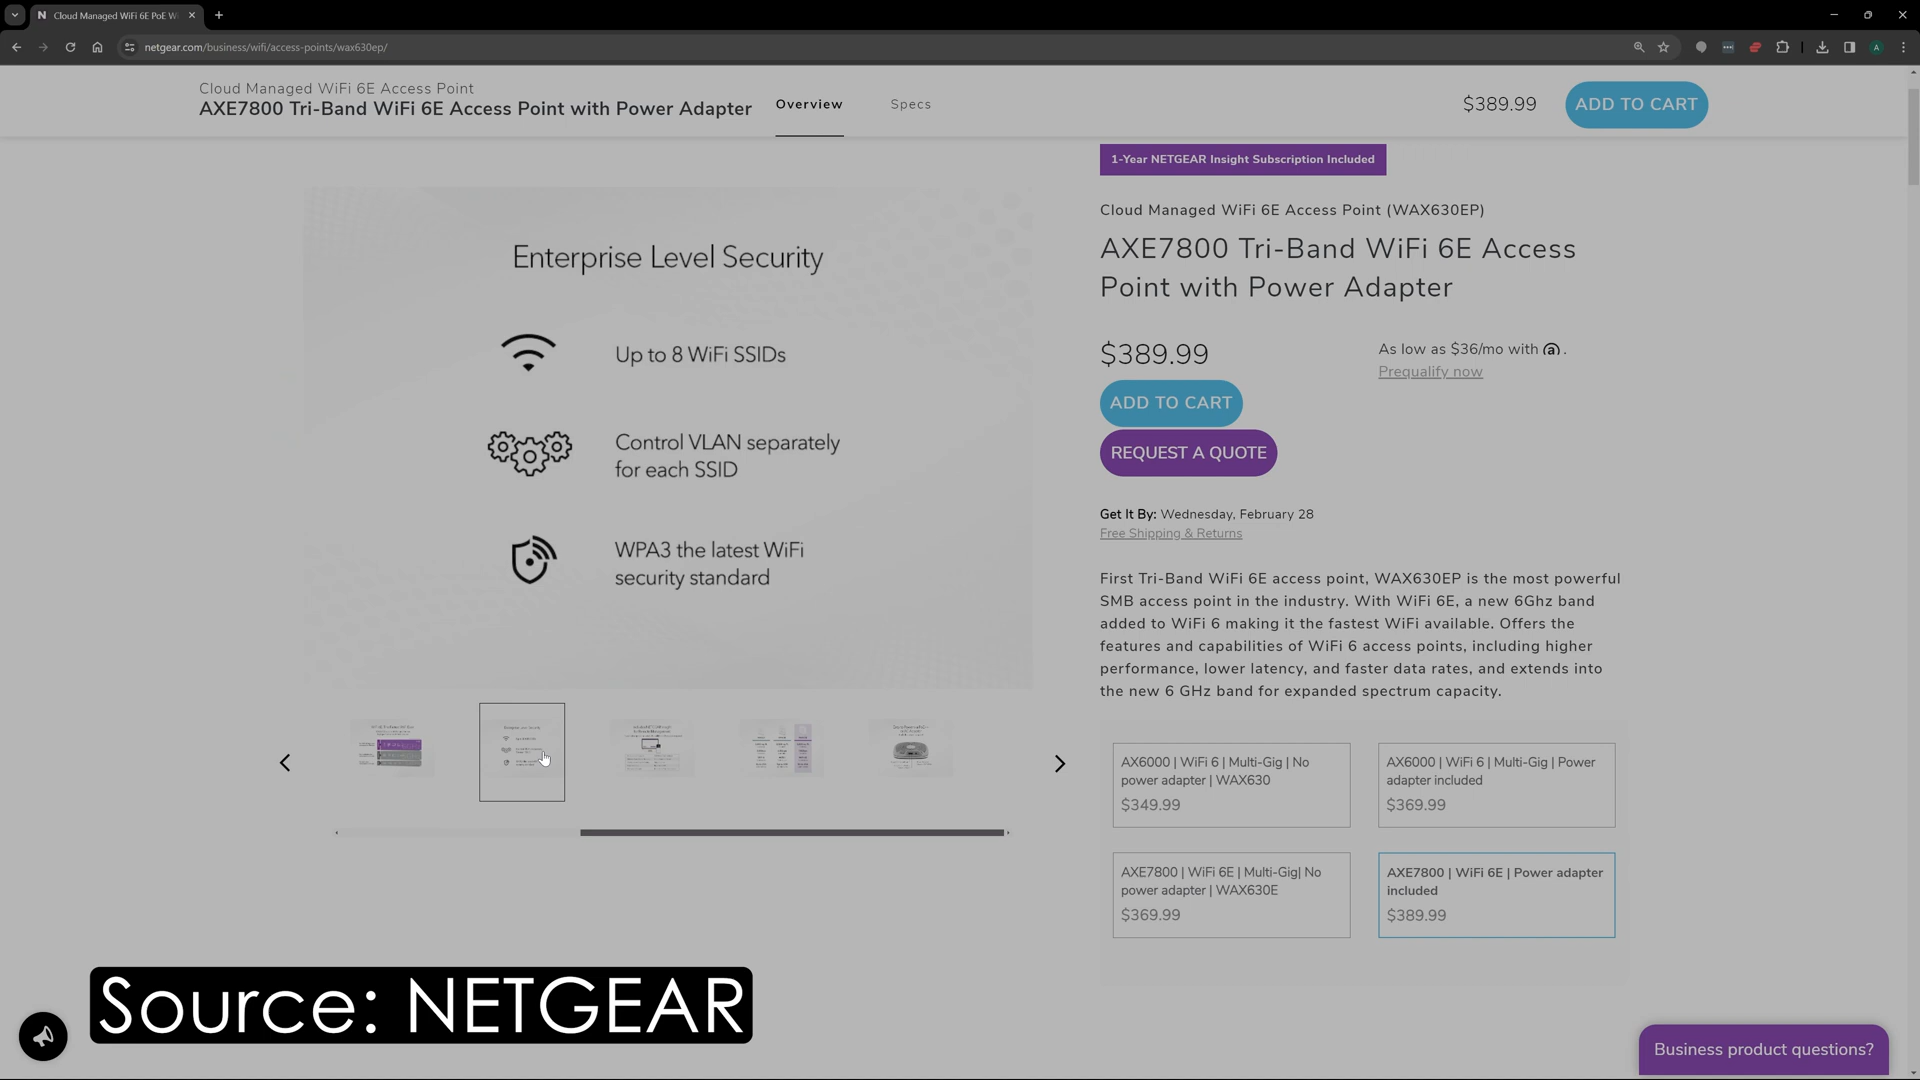 Cloud Managed WiFi 6E PoE W
netgear.com/business/wifi/access-points/wax630ep/
A
Cloud Managed WiFi 6E Access Point
AXE7800 Tri-Band WiFi 6E Access Point with Power Adapter
Overview
Specs
$389.99
ADD TO CART
1-Year NETGEAR Insight Subscription Included
Cloud Managed WiFi 6E Access Point (WAX630EP)
AXE7800 Tri-Band WiFi 6E Access
Point with Power Adapter
$389.99
As low as $36/mo with
Prequalify now
ADD TO CART
REQUEST A QUOTE
Get It By: Wednesday, February 28
Free Shipping & Returns
First Tri-Band WiFi 6E access point, WAX630EP is the most powerful
SMB access point in the industry. With WiFi 6E, a new 6Ghz band
added to WiFi 6 making it the fastest WiFi available. Offers the
features and capabilities of WiFi 6 access points, including higher
performance, lower latency, and faster data rates, and extends into
the new 6 GHz band for expanded spectrum capacity.
Enterprise Level Security
Up to 8 WiFi SSIDs
Control VLAN separately
for each SSID
WPA3 the latest WiFi
security standard
Enterprise Level Security
AX6000 | WiFi 6 | Multi-Gig | No
power adapter | WAX630
$349.99
AX6000 | WiFi 6 | Multi-Gig | Power
adapter included
$369.99
AXE7800 | WiFi 6E | Multi-Gig| No
power adapter | WAX630E
$369.99
AXE7800 | WiFi 6E | Power adapter
included
$389.99
Source: NETGEAR
Business product questions?